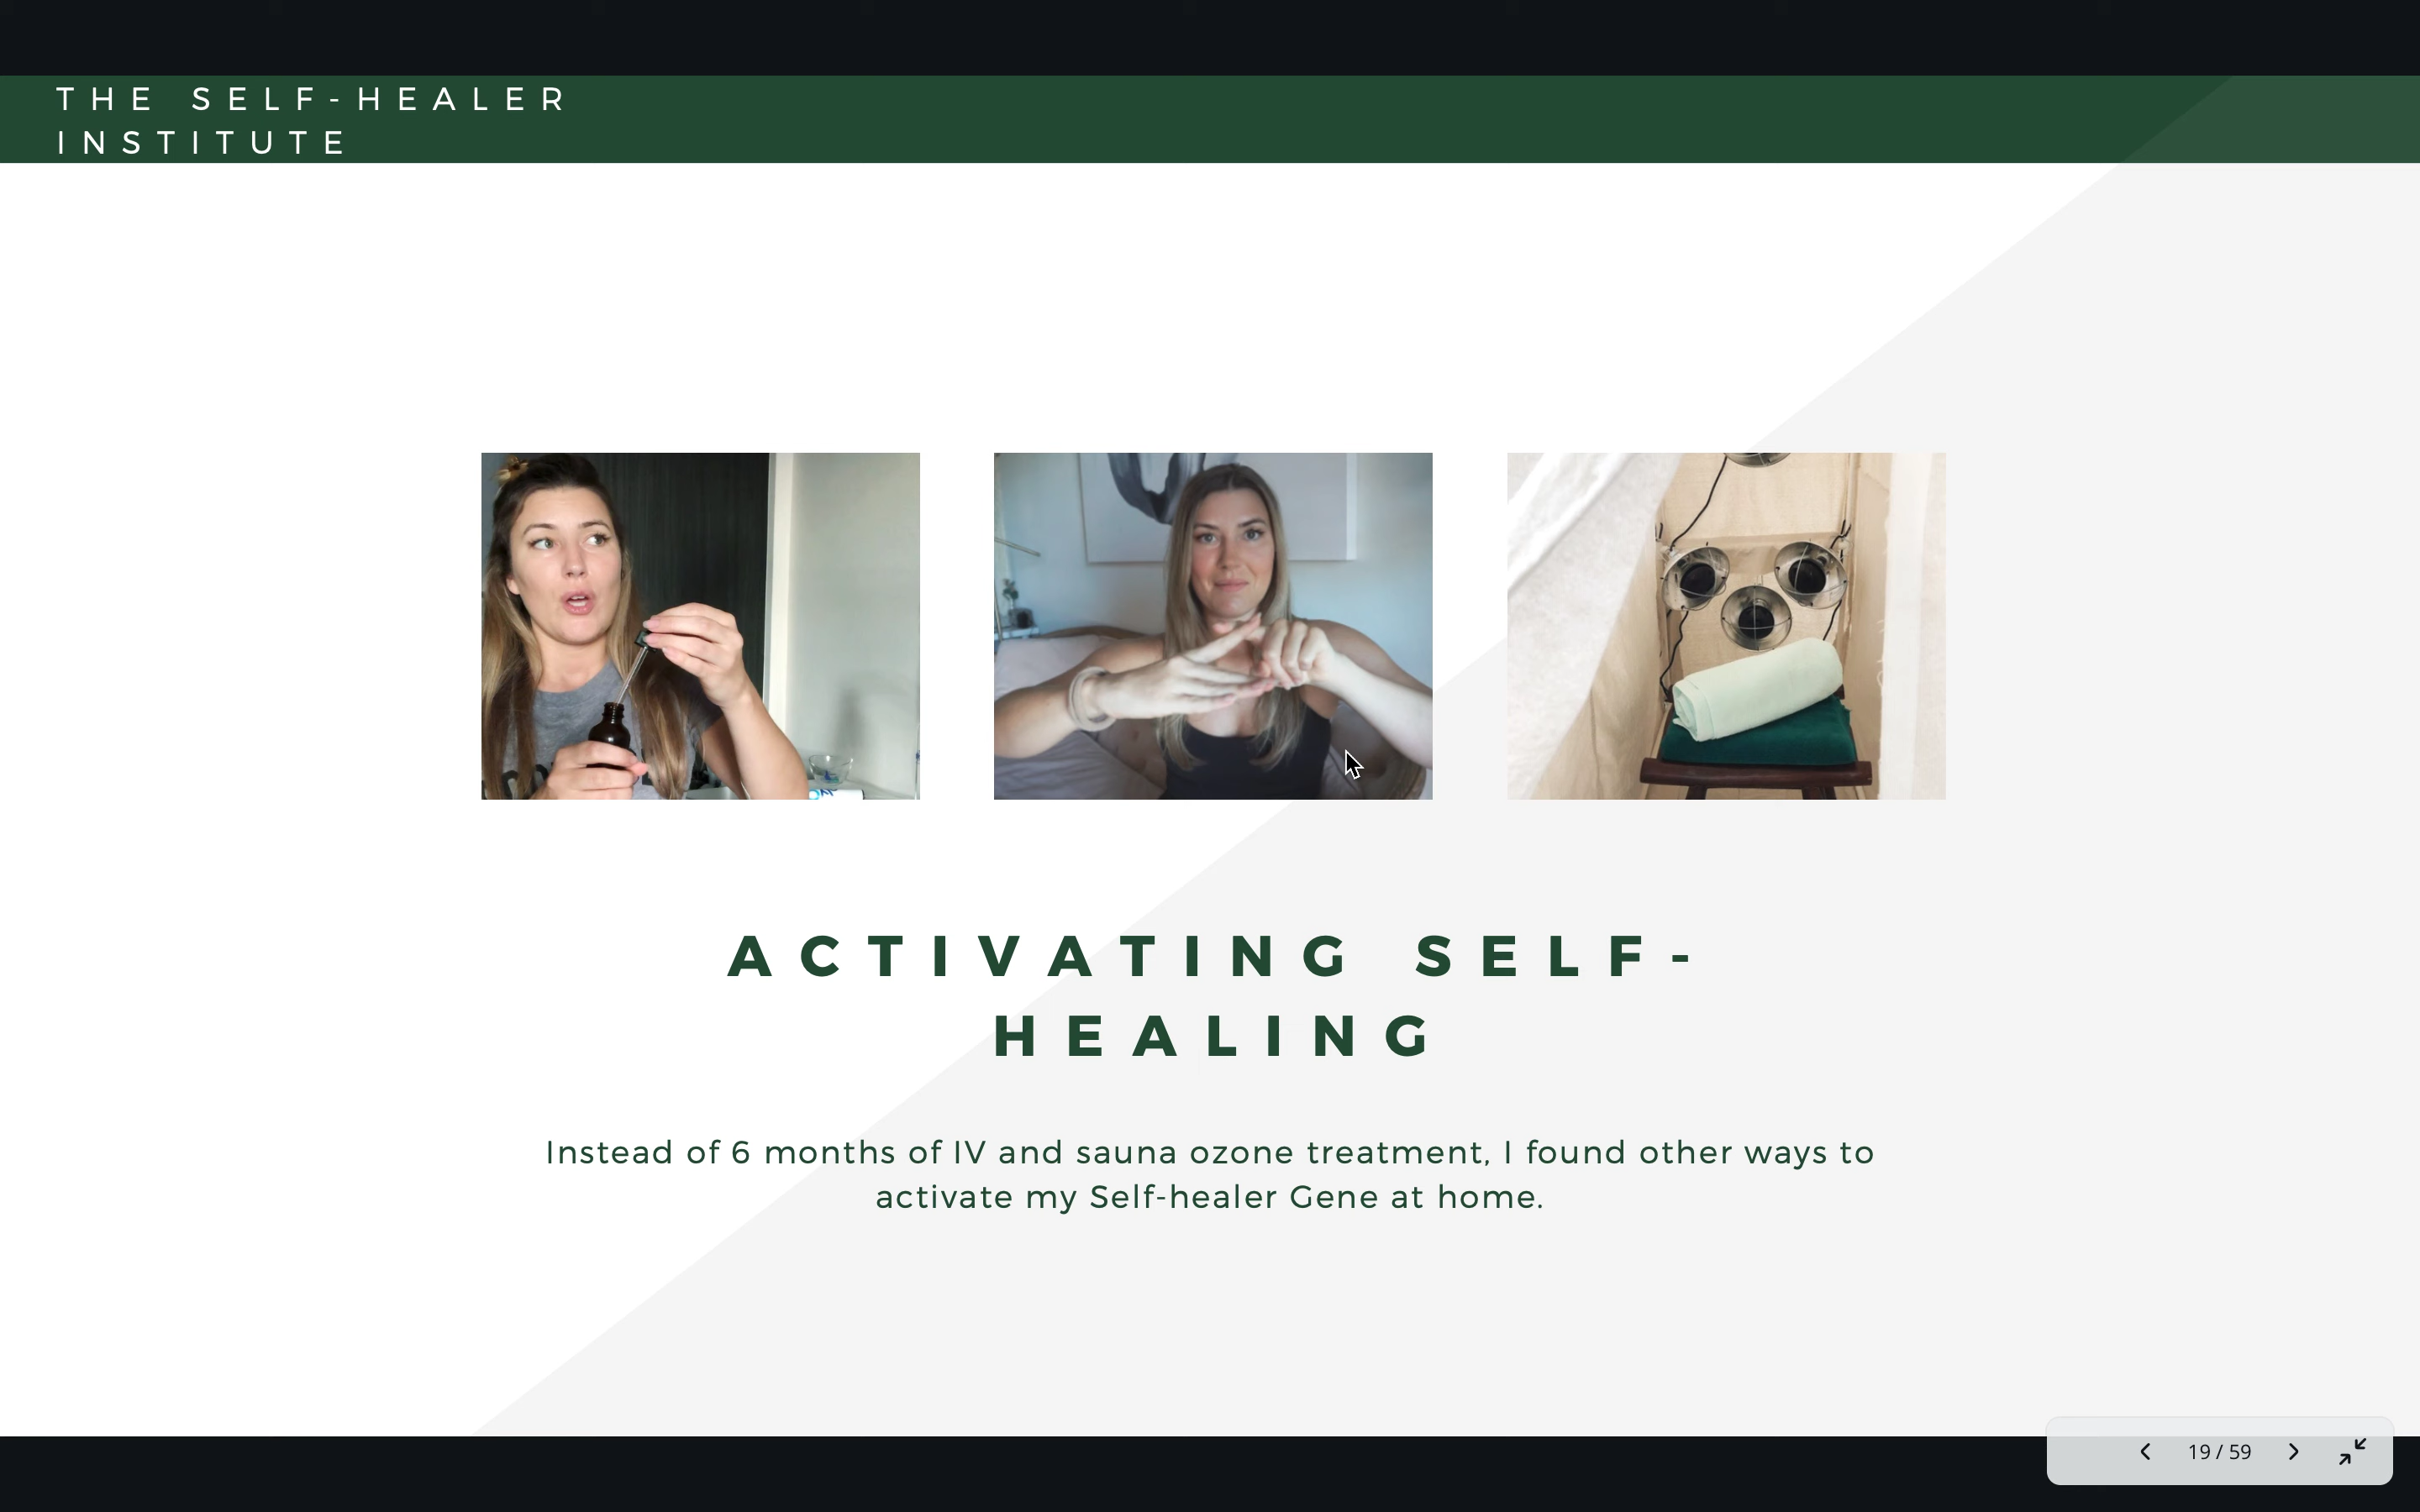 THE SELF-HEALER
INSTITUTE
ACTIVATING SELF-
HEALING
Instead of 6 months of IV and sauna ozone treatment, I found other ways to
activate my Self-healer Gene at home.
19 / 59